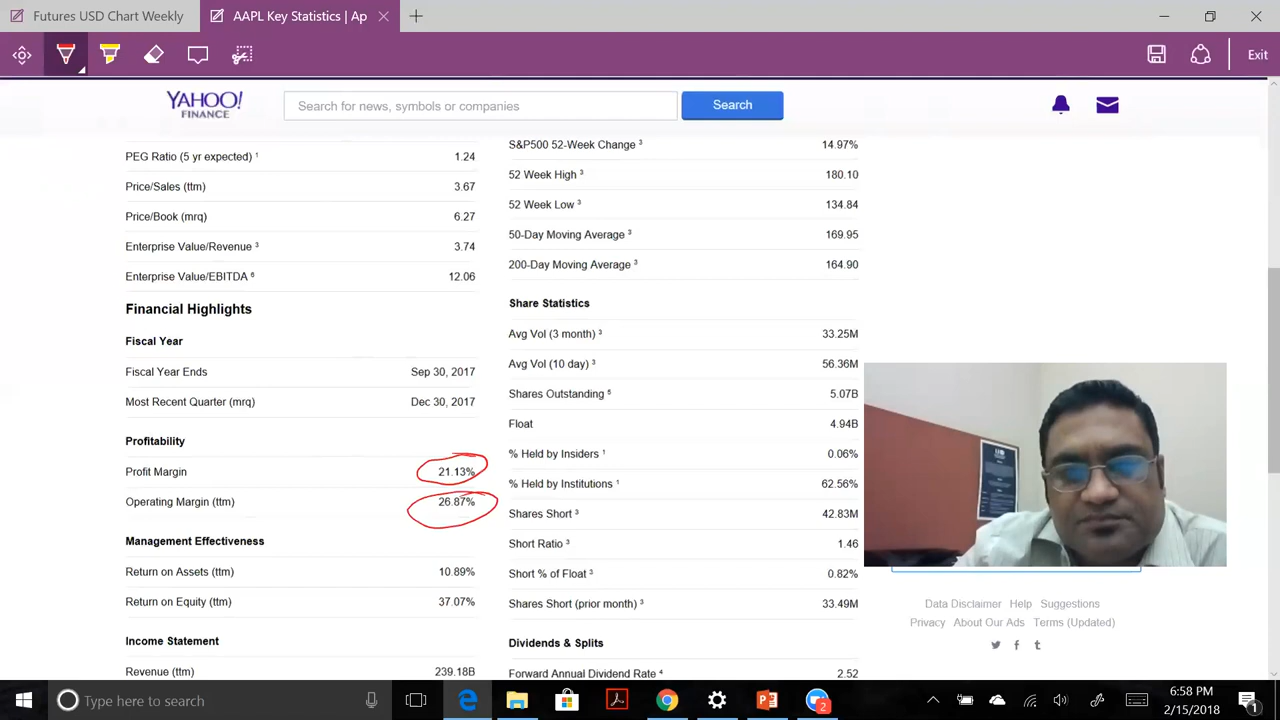 Futures USD Chart Weekly
AAPL Key Statistics | Ap
Exit
YAHOO!
FINANCE
Search for news, symbols or companies
Search
PEG Ratio (5 yr expected) 1 1.24
Price/Sales (ttm) 3.67
Price/Book (mrq) 6.27
Enterprise Value/Revenue 3 3.74
Enterprise Value/EBITDA 6 12.06
Financial Highlights
Fiscal Year
Fiscal Year Ends Sep 30, 2017
Most Recent Quarter (mrq) Dec 30, 2017
Profitability
Profit Margin 21.13%
Operating Margin (ttm) 26.87%
Management Effectiveness
Return on Assets (ttm) 10.89%
Return on Equity (ttm) 37.07%
Income Statement
Revenue (ttm) 239.18B
S&P500 52-Week Change 3 14.97%
52 Week High 3 180.10
52 Week Low 3 134.84
50-Day Moving Average 3 169.95
200-Day Moving Average 3 164.90
Share Statistics
Avg Vol (3 month) 3 33.25M
Avg Vol (10 day) 3 56.36M
Shares Outstanding 5 5.07B
Float 4.94B
% Held by Insiders 1 0.06%
% Held by Institutions 1 62.56%
Shares Short 3 42.83M
Short Ratio 3 1.46
Short % of Float 3 0.82%
Shares Short (prior month) 3 33.49M
Dividends & Splits
Forward Annual Dividend Rate 4 2.52
Data Disclaimer Help Suggestions
Privacy About Our Ads Terms (Updated)
Type here to search
2
6:58 PM
2/15/2018
1